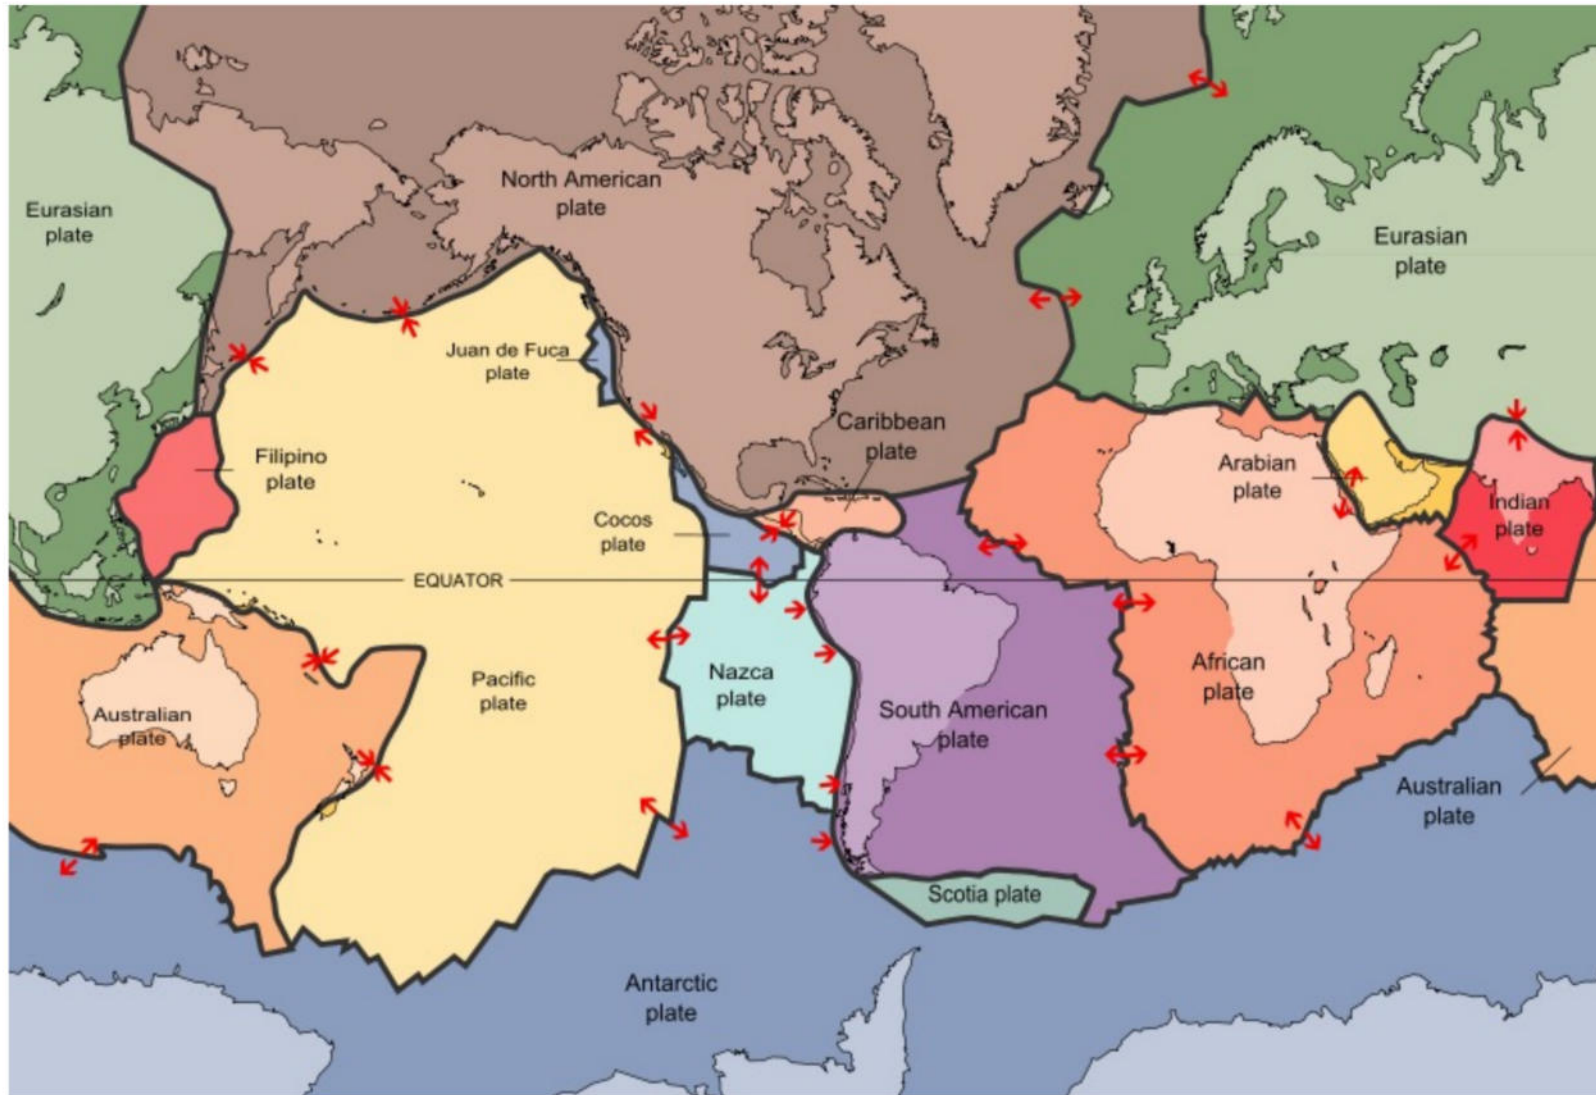 North American
plate
Eurasian
plate
Eurasian
plate
Juan de Fuca
plate
Caribbean
plate
Filipino
plate
Arabian
plate
Indian
plate
Cocos
plate
EQUATOR
Pacific
plate
Nazca
plate
African
plate
South American
plate
Australian
plate
Australian
plate
Scotia plate
Antarctic
plate